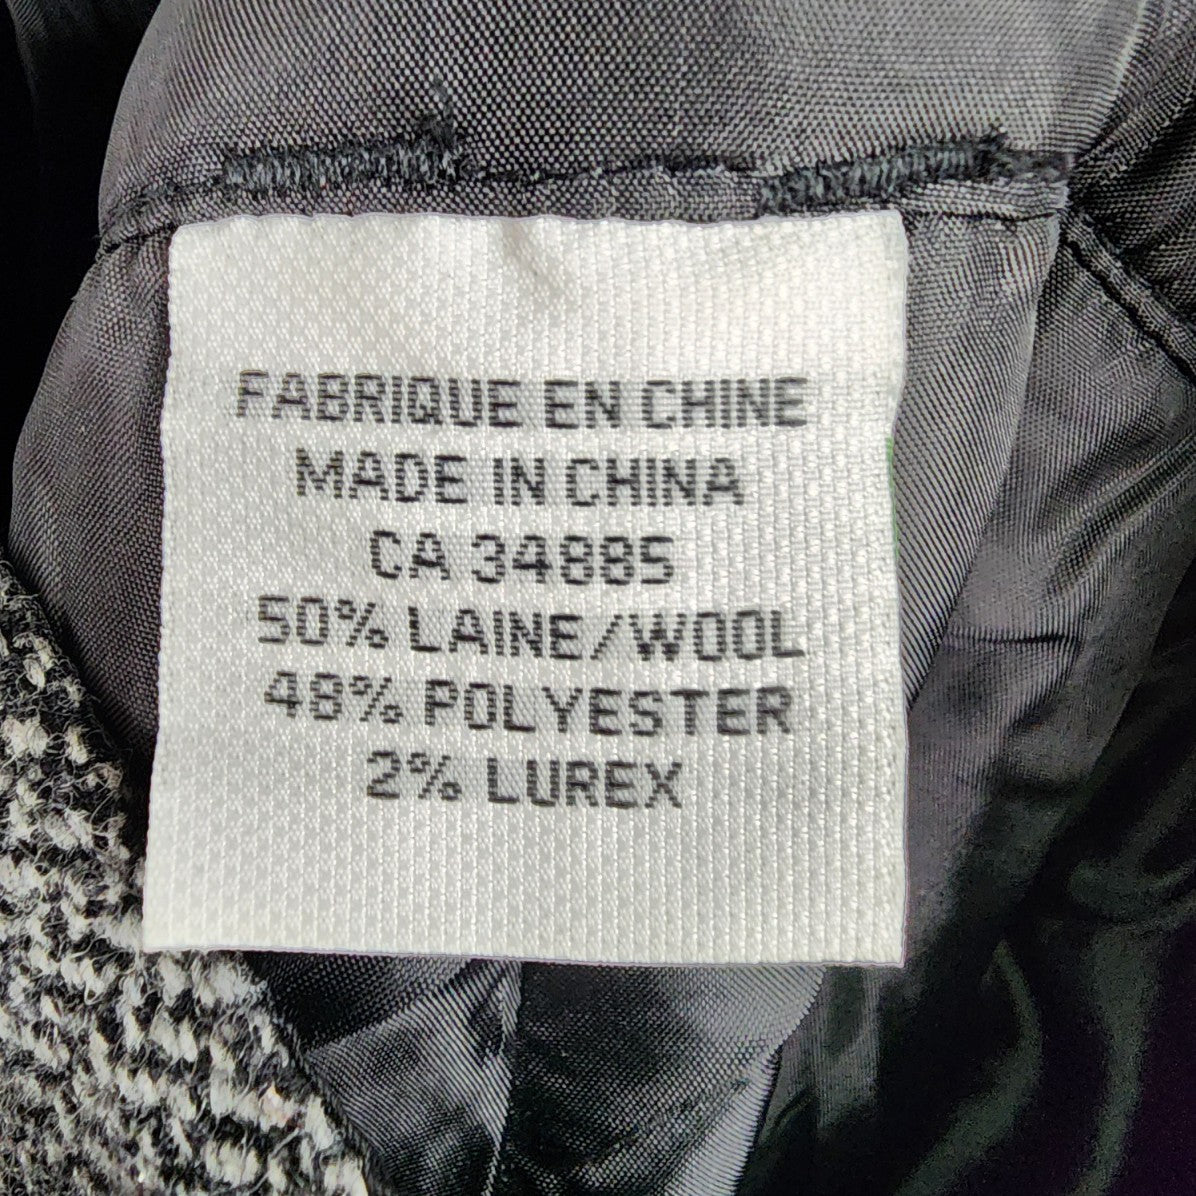 FABRIQUE EN CHINE
MADE IN CHINA
CA 34885
50% LAINE/WOOL
48% POLYESTER
2% LUREX